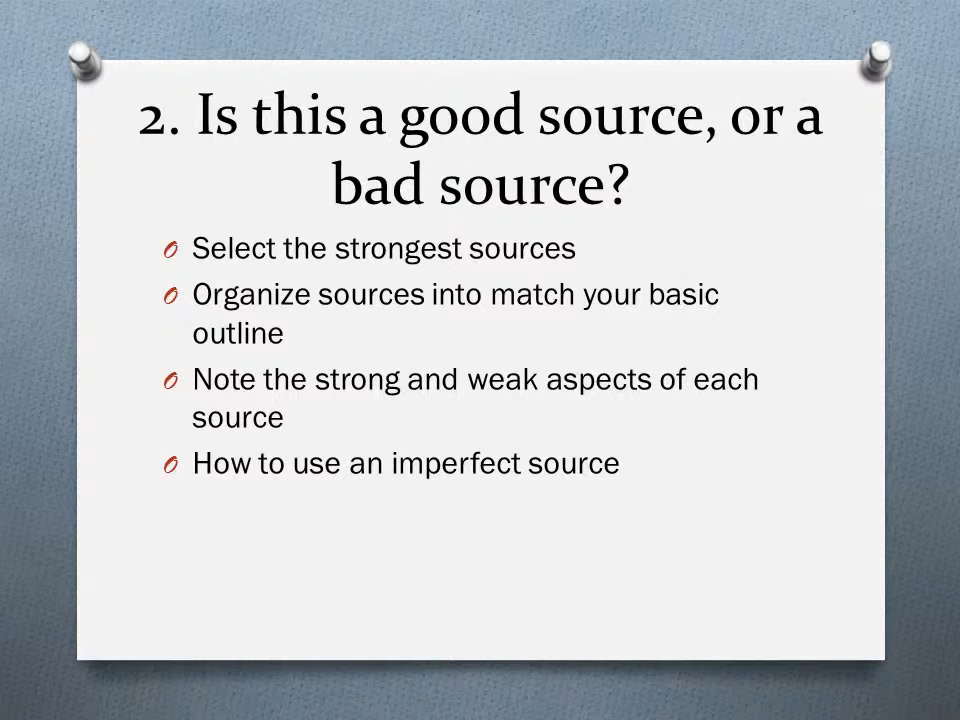 2. Is this a good source, or a
bad source?
Select the strongest sources
Organize sources into match your basic
outline
Note the strong and weak aspects of each
source
How to use an imperfect source